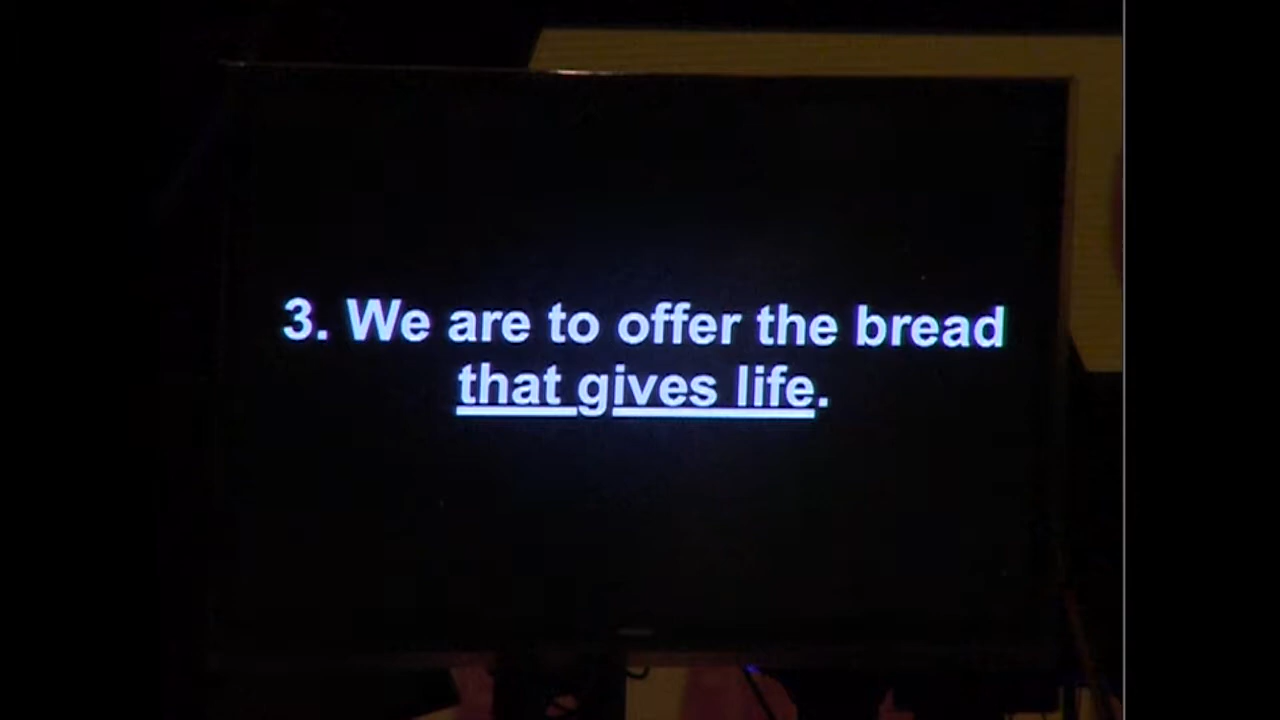 3. We are to offer the bread
that gives life.